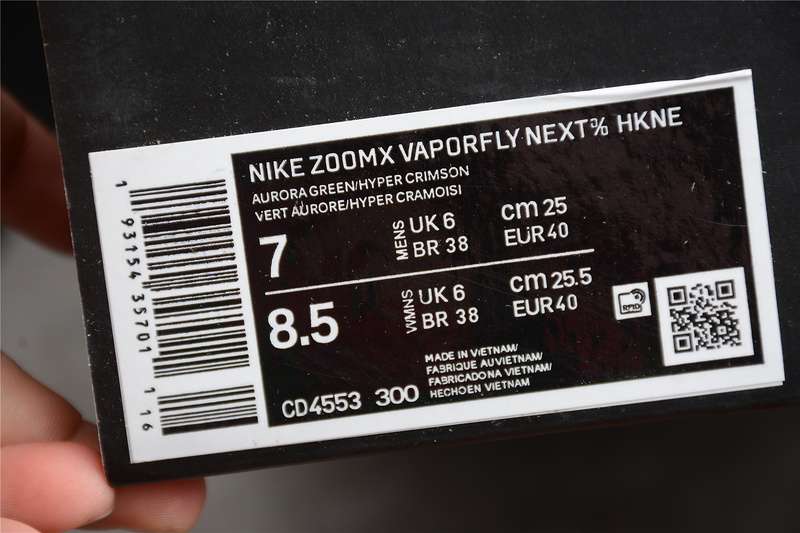 NIKE ZOOMX VAPORFLY NEXT% HKNE
AURORA GREEN/HYPER CRIMSON
VERT AURORE/HYPER CRAMOISI
7
MENS
UK 6
BR 38
cm 25
EUR 40
8.5
WMNS
UK 6
BR 38
cm 25.5
EUR 40
RFID
MADE IN VIETNAM/
FABRIQUE AU VIETNAM/
FABRICADO NA VIETNAM/
HECHO EN VIETNAM
CD4553 300
1 93154 35701 1 16